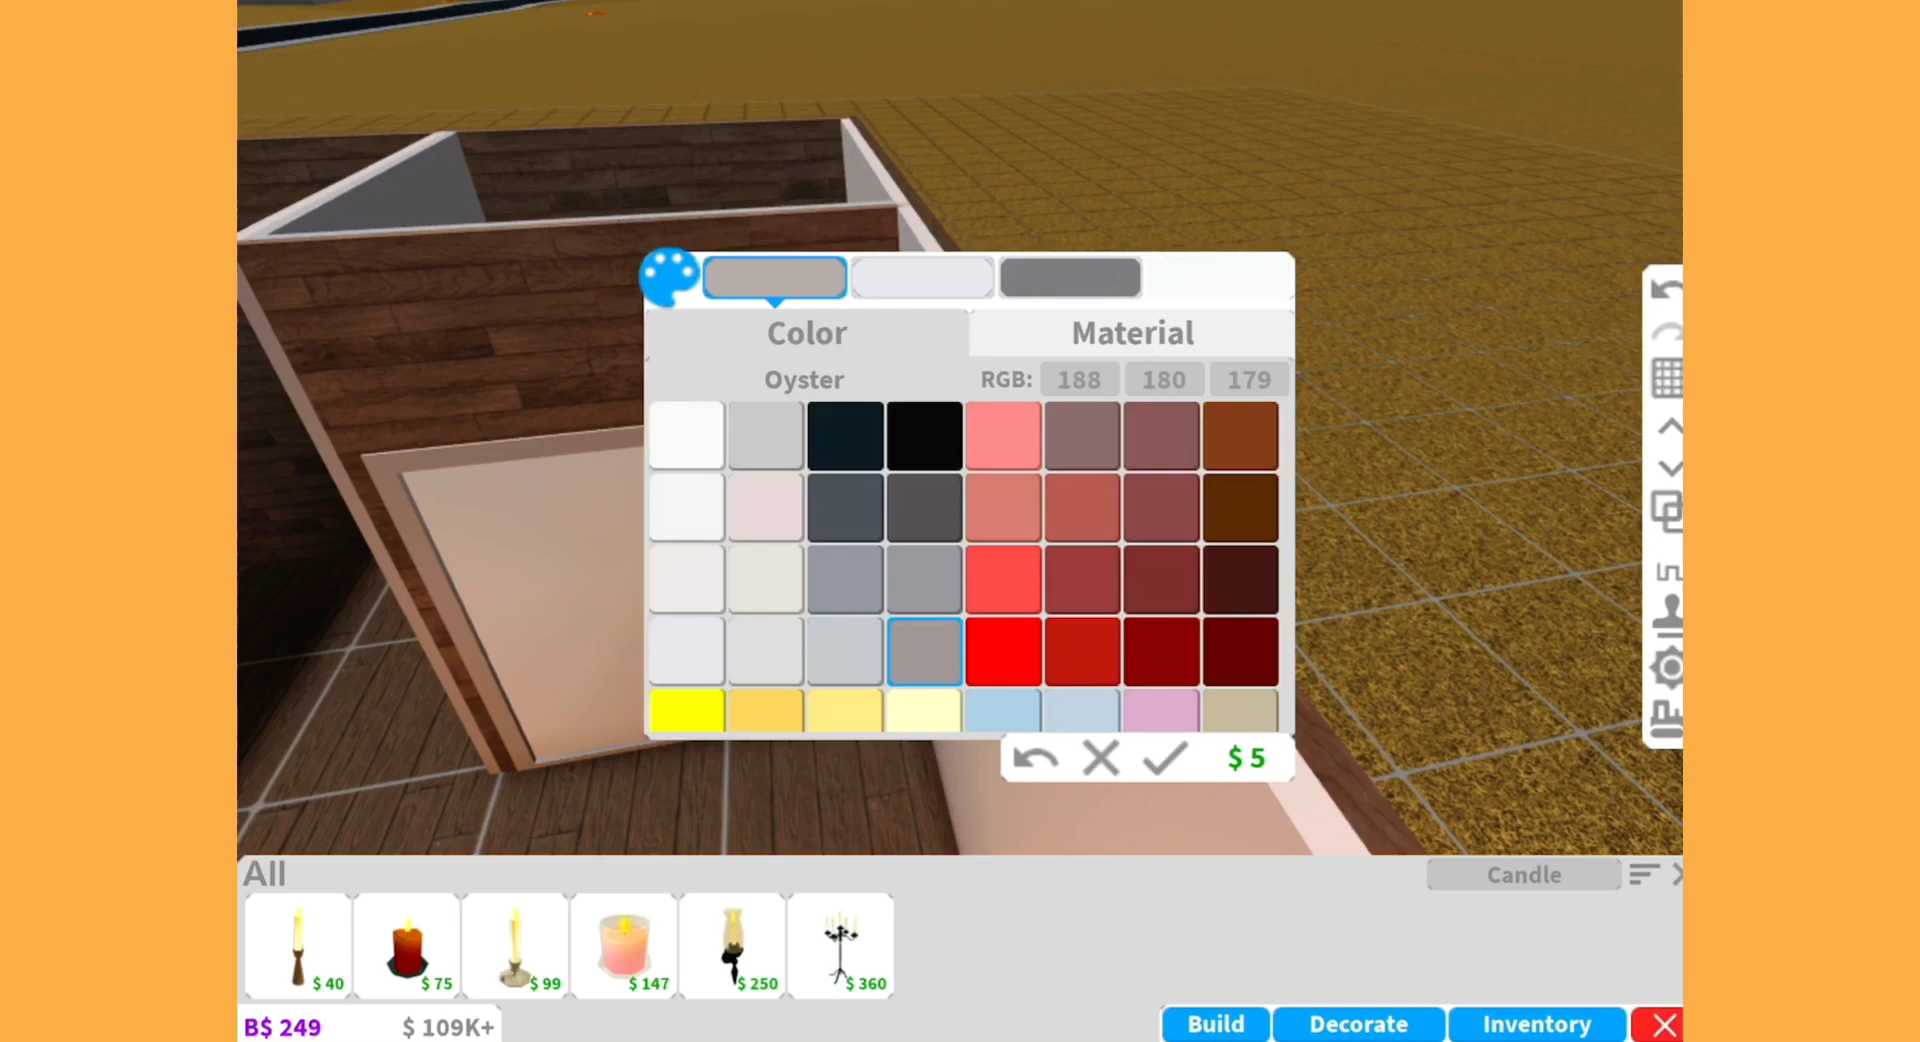 Color
Material
Oyster
RGB: 188 180 179
$ 5
All
Candle
$ 40
$ 75
$ 99
$ 147
$ 250
$ 360
B$ 249
$ 109K+
Build
Decorate
Inventory